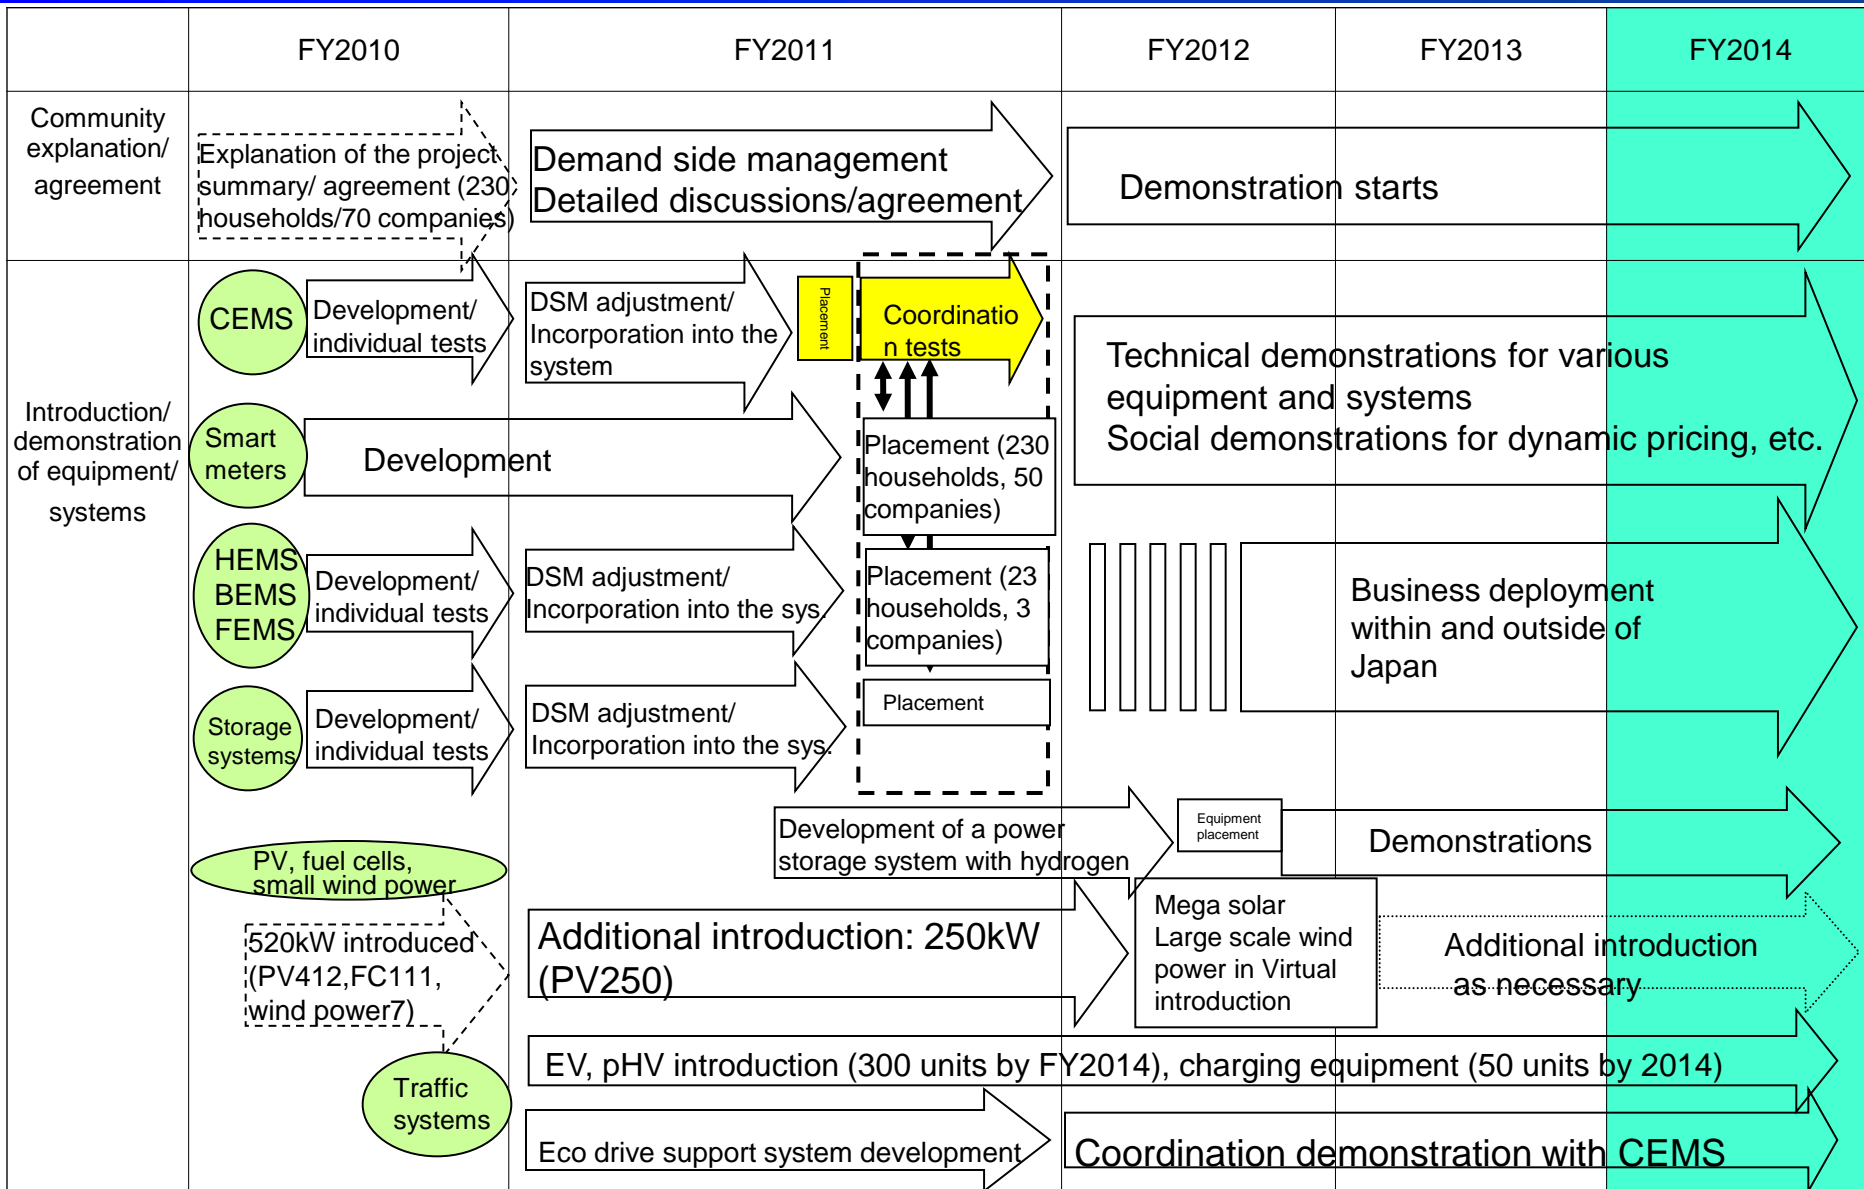 FY2010
FY2011
FY2012
FY2013
FY2014
Community
explanation/
agreement
Explanation of the project
summary/ agreement (230
households/70 companies)
Demand side management
Detailed discussions/agreement
Demonstration starts
Introduction/
demonstration
of equipment/
systems
CEMS
Development/
individual tests
DSM adjustment/
Incorporation into the
system
Placement
Coordinatio
n tests
Technical demonstrations for various
equipment and systems
Social demonstrations for dynamic pricing, etc.
Smart
meters
Development
Placement (230
households, 50
companies)
HEMS
BEMS
FEMS
Development/
individual tests
DSM adjustment/
Incorporation into the sys.
Placement (23
households, 3
companies)
Business deployment
within and outside of
Japan
Storage
systems
Development/
individual tests
DSM adjustment/
Incorporation into the sys.
Placement
Development of a power
storage system with hydrogen
Equipment
placement
Demonstrations
PV, fuel cells,
small wind power
520kW introduced
(PV412,FC111,
wind power7)
Additional introduction: 250kW
(PV250)
Mega solar
Large scale wind
power in Virtual
introduction
Additional introduction
as necessary
Traffic
systems
EV, pHV introduction (300 units by FY2014), charging equipment (50 units by 2014)
Eco drive support system development
Coordination demonstration with CEMS